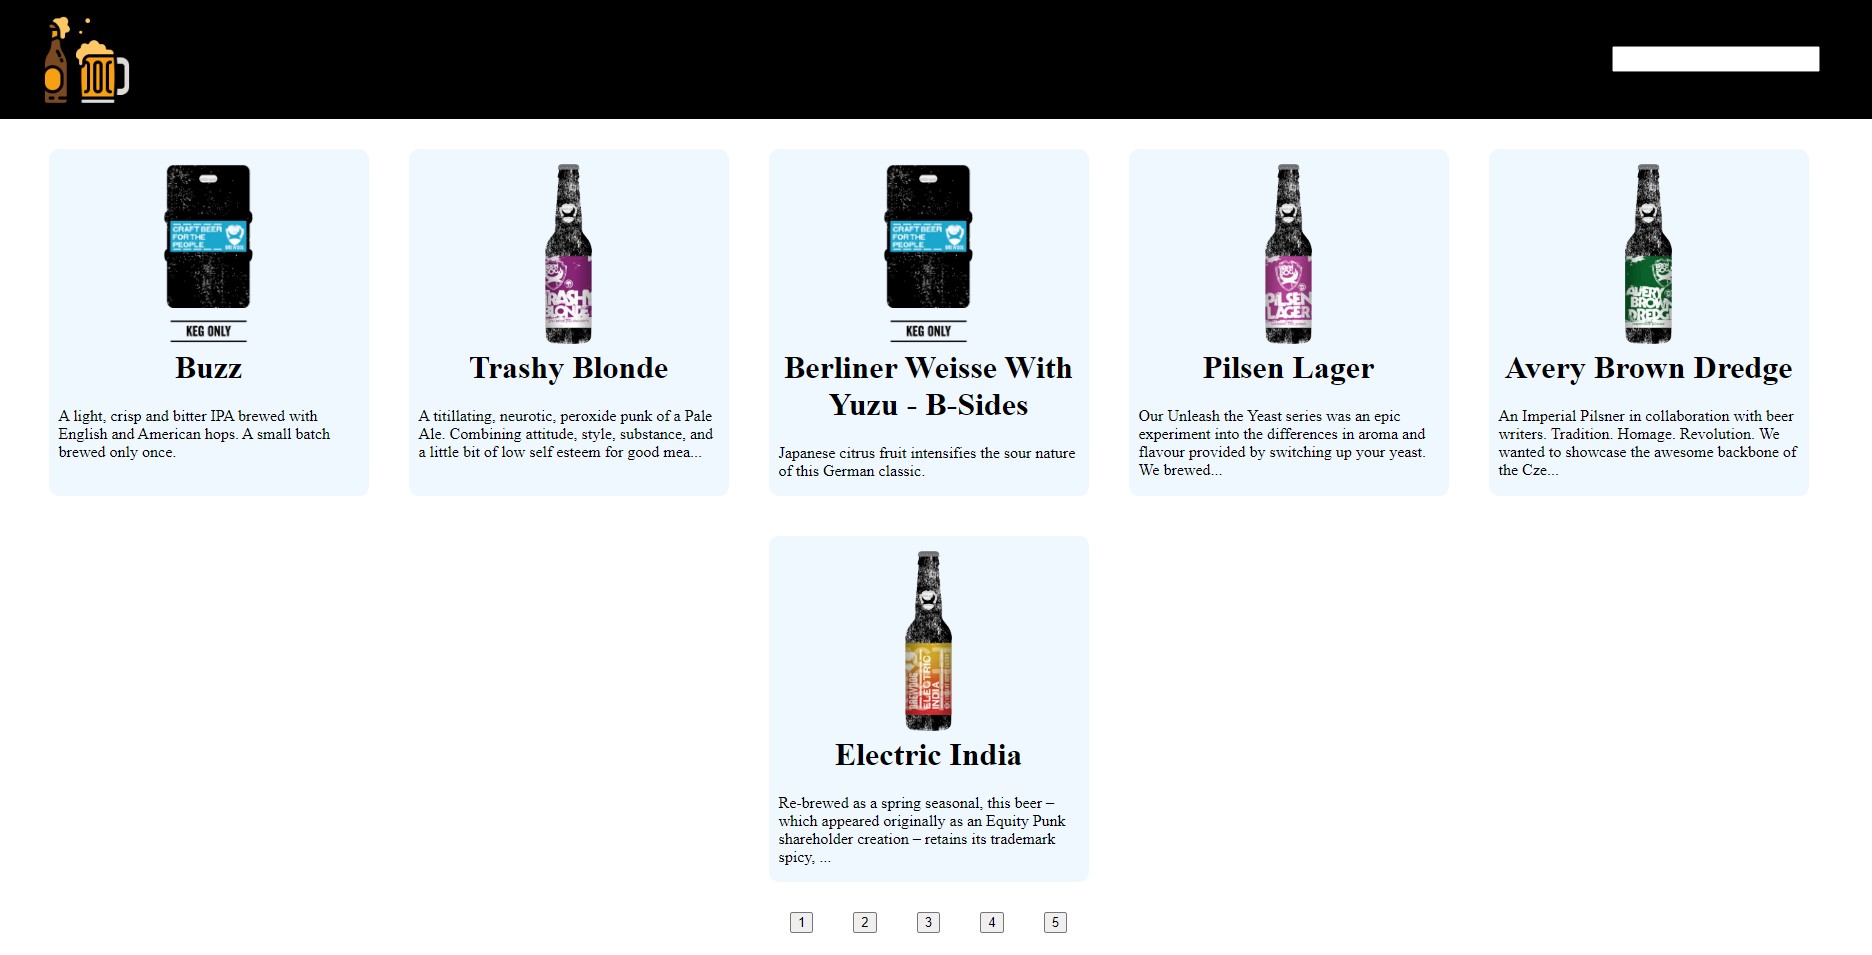 CRAFT BEER
FOR THE
PEOPLE
KEG ONLY
Buzz
A light, crisp and bitter IPA brewed with
English and American hops. A small batch
brewed only once.
TRASHY
BLONDE
Trashy Blonde
A titillating, neurotic, peroxide punk of a Pale
Ale. Combining attitude, style, substance, and
a little bit of low self esteem for good mea...
CRAFT BEER
FOR THE
PEOPLE
KEG ONLY
Berliner Weisse With
Yuzu - B-Sides
Japanese citrus fruit intensifies the sour nature
of this German classic.
PILSEN
LAGER
Pilsen Lager
Our Unleash the Yeast series was an epic
experiment into the differences in aroma and
flavour provided by switching up your yeast.
We brewed...
AVERY
BROWN
DREDGE
Avery Brown Dredge
An Imperial Pilsner in collaboration with beer
writers. Tradition. Homage. Revolution. We
wanted to showcase the awesome backbone of
the Cze...
BREWDOG
ELECTRIC
INDIA
Electric India
Re-brewed as a spring seasonal, this beer –
which appeared originally as an Equity Punk
shareholder creation – retains its trademark
spicy, ...
1 2 3 4 5